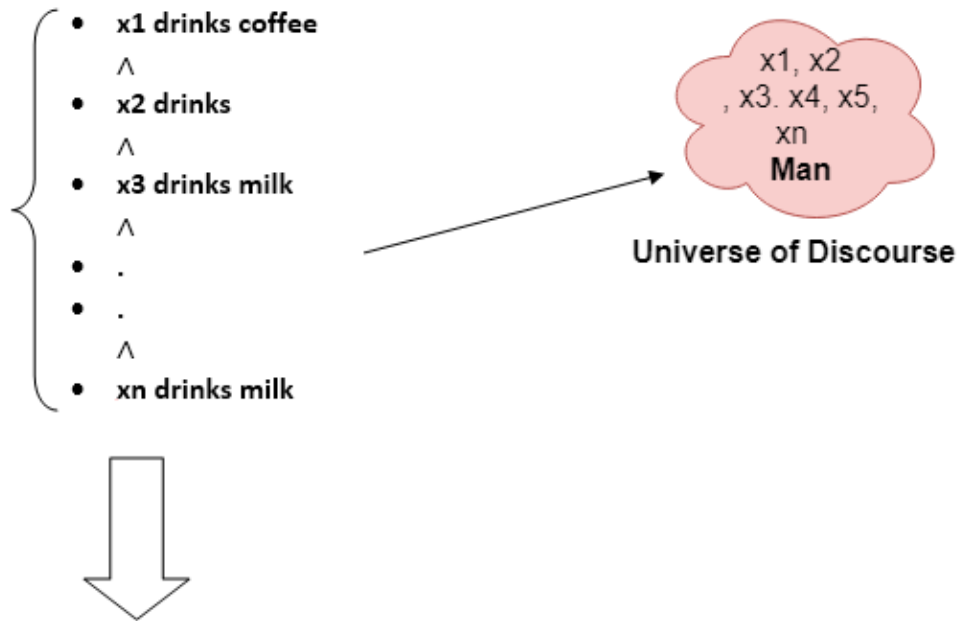 • x1 drinks coffee
∧
• x2 drinks
∧
• x3 drinks milk
∧
• .
• .
∧
• xn drinks milk
x1, x2
, x3. x4, x5,
xn
Man
Universe of Discourse